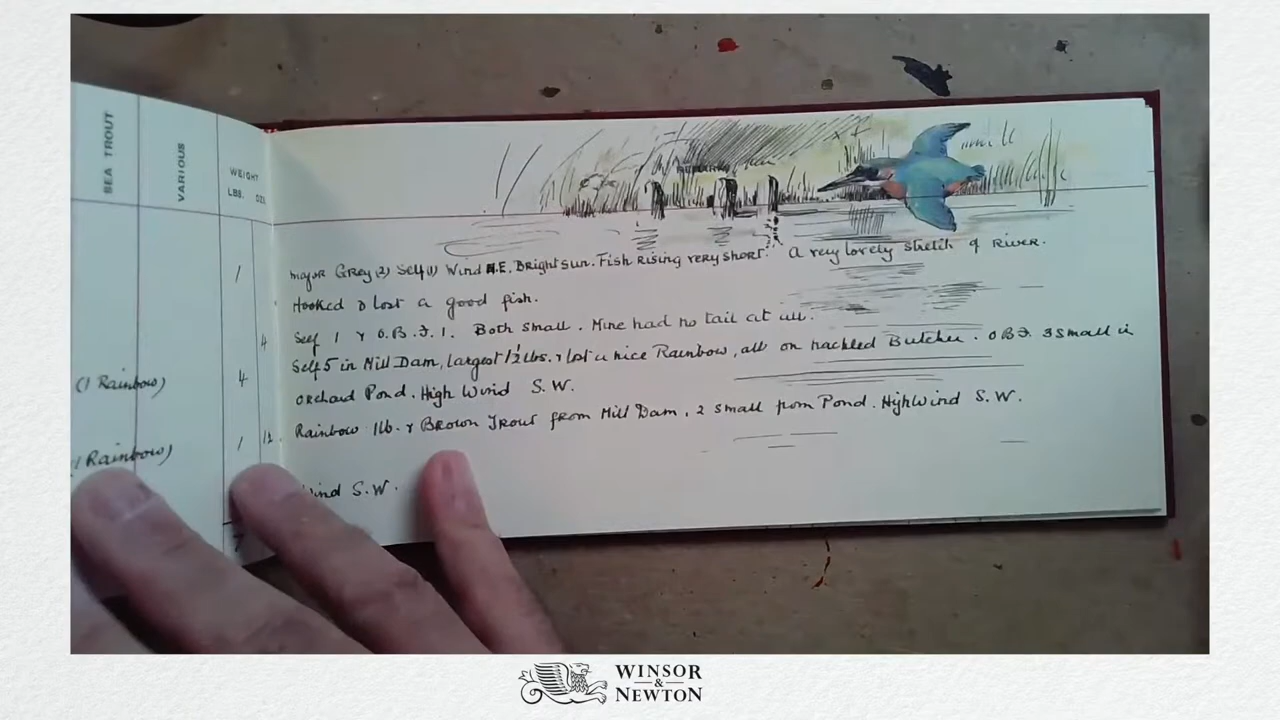 SEA TROUT
VARIOUS
WEIGHT
LBS. OZS.
1
4
(1 Rainbow) 4
(1 Rainbow) 1 12.
7
Major Grey (2) Self (1) Wind N.E. Bright sun. Fish rising very short. A very lovely stretch of River.
Hooked & lost a good fish.
Self 1 & O.B.J. 1. Both small. Mine had no tail at all.
Self 5 in Mill Dam, largest 1½ lbs. & lost a nice Rainbow, all on hackled Butcher. O B J. 3 small in
orchard Pond. High Wind S.W.
Rainbow 1 lb. & Brown Trout from Mill Dam. 2 small from Pond. High Wind S.W.
Wind S.W.
WINSOR
&
NEWTON